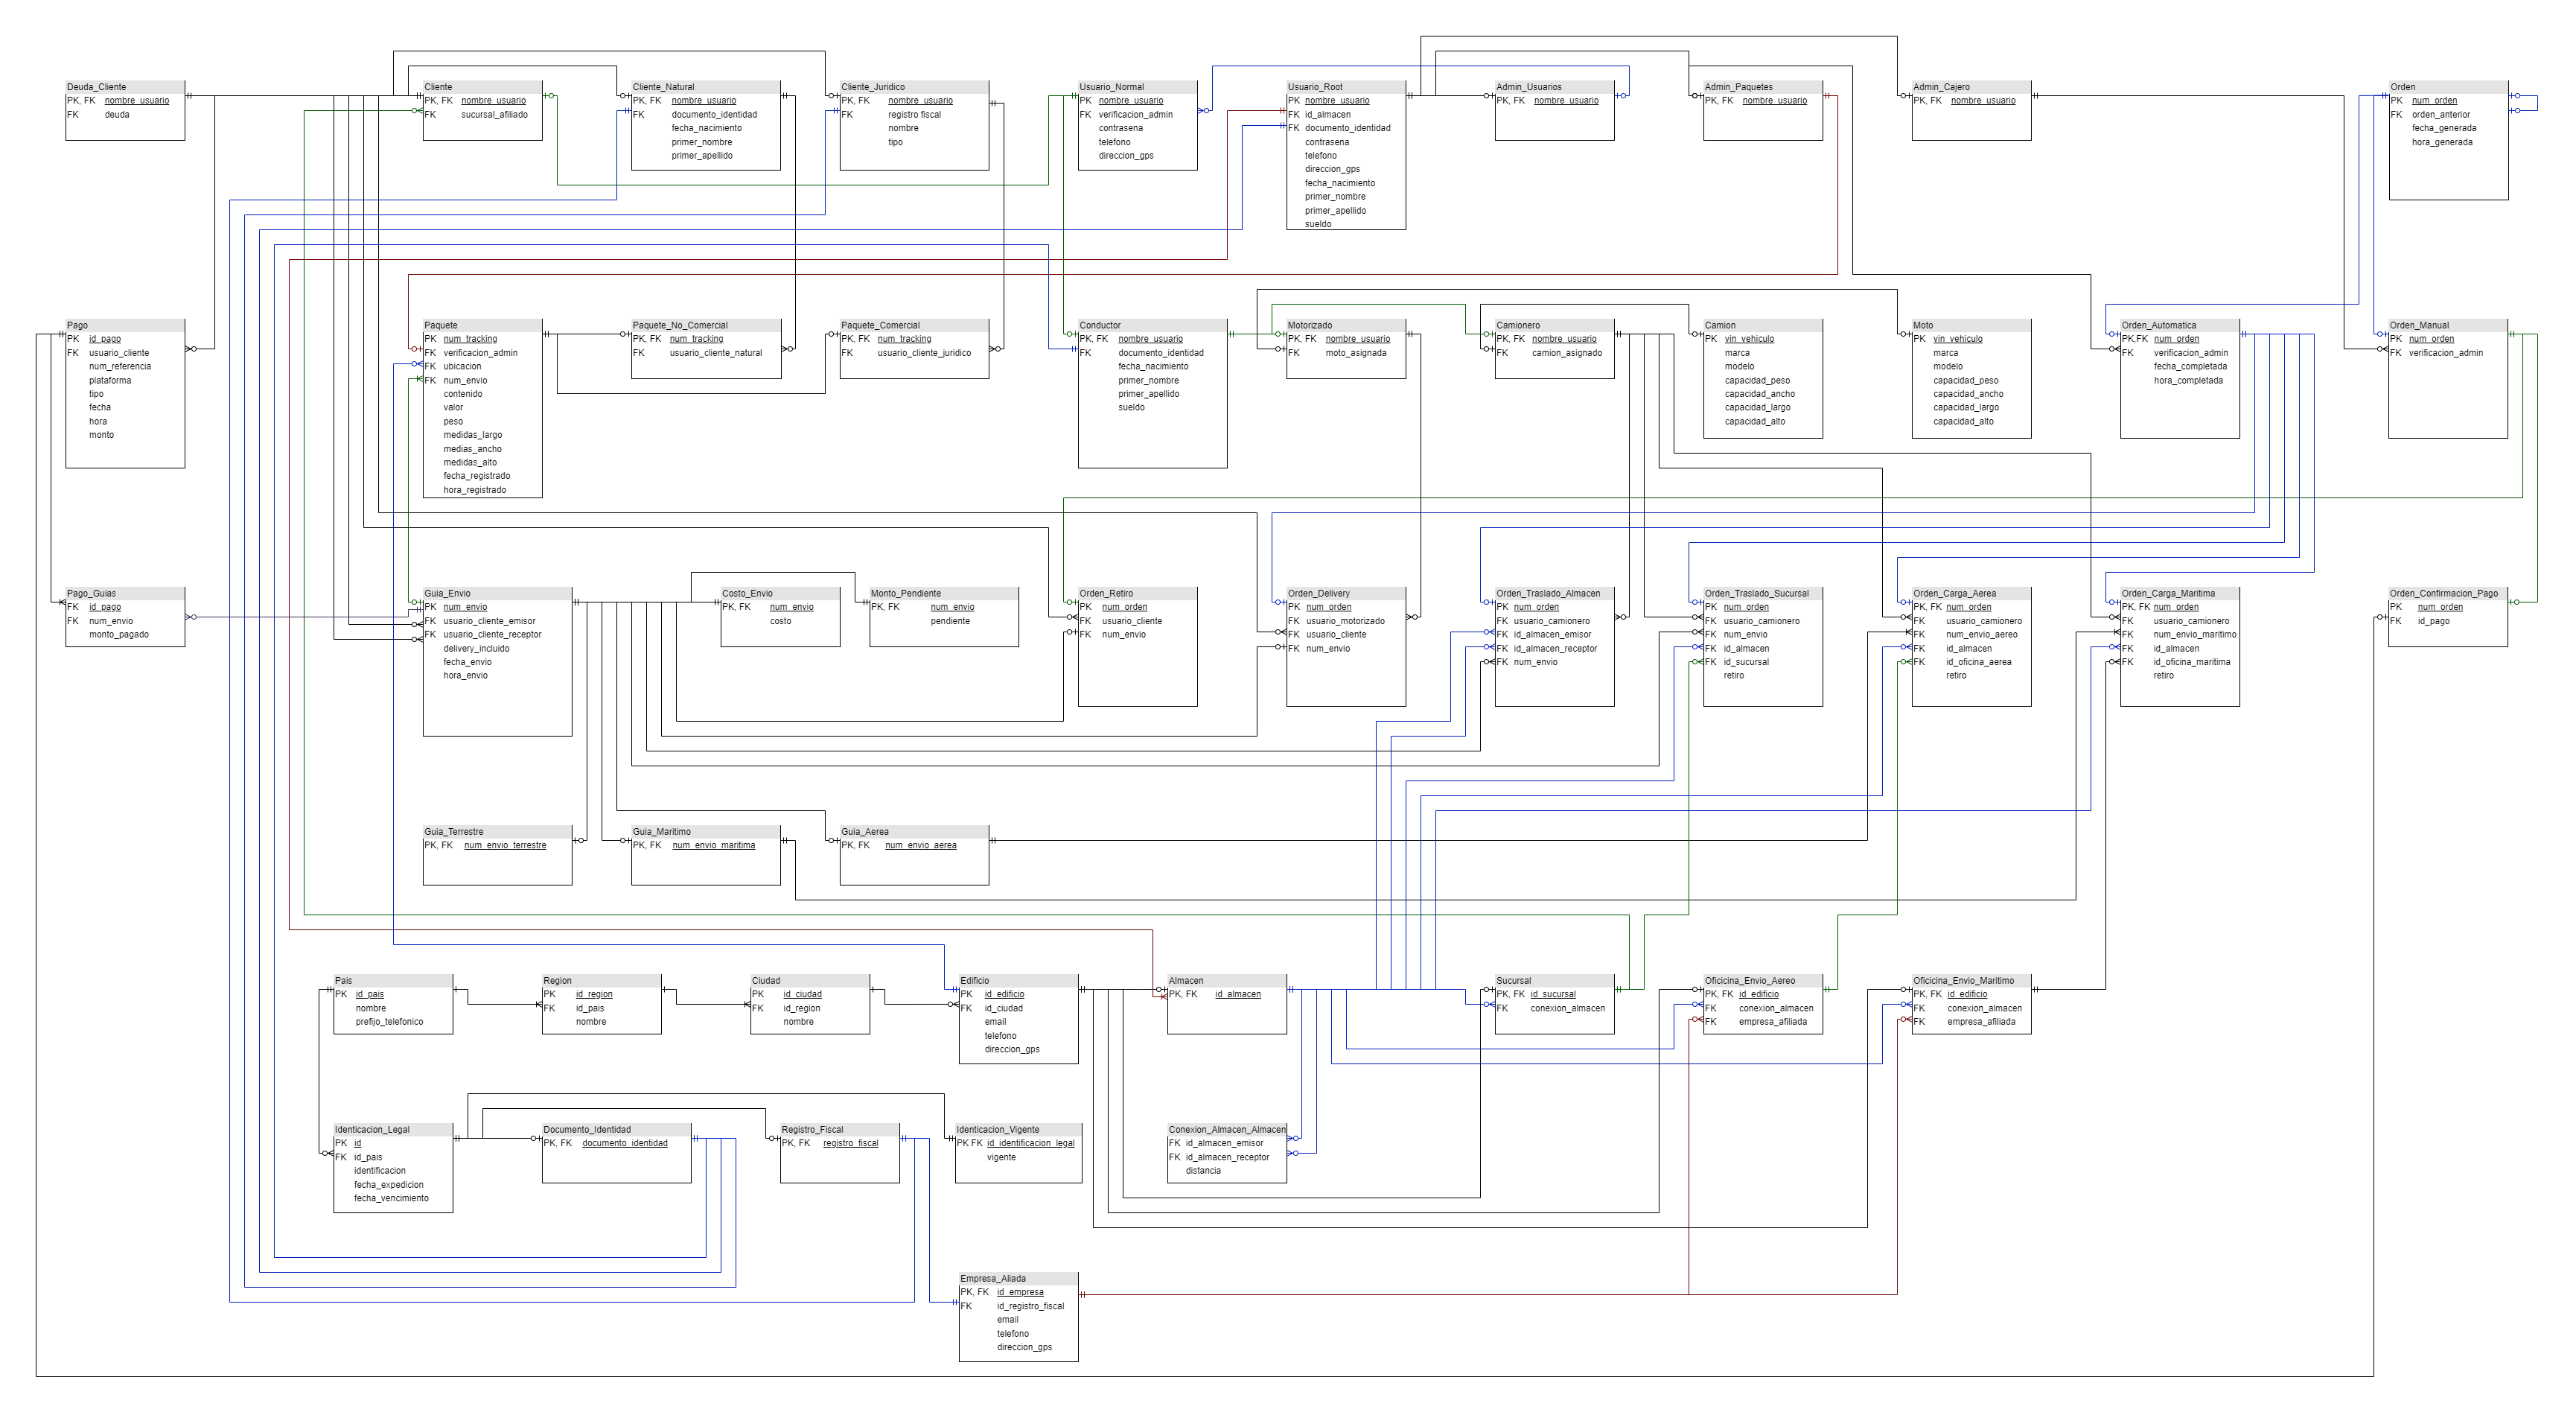 Deuda_Cliente
PK, FK nombre_usuario
FK deuda
Cliente
PK, FK nombre_usuario
FK sucursal_afiliado
Cliente_Natural
PK, FK nombre_usuario
FK documento_identidad
fecha_nacimiento
primer_nombre
primer_apellido
Cliente_Juridico
PK, FK nombre_usuario
FK registro fiscal
nombre
tipo
Usuario_Normal
PK nombre_usuario
FK verificacion_admin
contrasena
telefono
direccion_gps
Usuario_Root
PK nombre_usuario
FK id_almacen
FK documento_identidad
contrasena
telefono
direccion_gps
fecha_nacimiento
primer_nombre
primer_apellido
sueldo
Admin_Usuarios
PK, FK nombre_usuario
Admin_Paquetes
PK, FK nombre_usuario
Admin_Cajero
PK, FK nombre_usuario
Orden
PK num_orden
FK orden_anterior
fecha_generada
hora_generada
Pago
PK id_pago
FK usuario_cliente
num_referencia
plataforma
tipo
fecha
hora
monto
Paquete
PK num_tracking
FK verificacion_admin
FK ubicacion
FK num_envio
contenido
valor
peso
medidas_largo
medias_ancho
medidas_alto
fecha_registrado
hora_registrado
Paquete_No_Comercial
PK, FK num_tracking
FK usuario_cliente_natural
Paquete_Comercial
PK, FK num_tracking
FK usuario_cliente_juridico
Conductor
PK, FK nombre_usuario
FK documento_identidad
fecha_nacimiento
primer_nombre
primer_apellido
sueldo
Motorizado
PK, FK nombre_usuario
FK moto_asignada
Camionero
PK, FK nombre_usuario
FK camion_asignado
Camion
PK vin_vehiculo
marca
modelo
capacidad_peso
capacidad_ancho
capacidad_largo
capacidad_alto
Moto
PK vin_vehiculo
marca
modelo
capacidad_peso
capacidad_ancho
capacidad_largo
capacidad_alto
Orden_Automatica
PK,FK num_orden
FK verificacion_admin
fecha_completada
hora_completada
Orden_Manual
PK num_orden
FK verificacion_admin
Pago_Guias
FK id_pago
FK num_envio
monto_pagado
Guia_Envio
PK num_envio
FK usuario_cliente_emisor
FK usuario_cliente_receptor
delivery_incluido
fecha_envio
hora_envio
Costo_Envio
PK, FK num_envio
costo
Monto_Pendiente
PK, FK num_envio
pendiente
Orden_Retiro
PK num_orden
FK usuario_cliente
FK num_envio
Orden_Delivery
PK num_orden
FK usuario_motorizado
FK usuario_cliente
FK num_envio
Orden_Traslado_Almacen
PK num_orden
FK usuario_camionero
FK id_almacen_emisor
FK id_almacen_receptor
FK num_envio
Orden_Traslado_Sucursal
PK num_orden
FK usuario_camionero
FK num_envio
FK id_almacen
FK id_sucursal
retiro
Orden_Carga_Aerea
PK, FK num_orden
FK usuario_camionero
FK num_envio_aereo
FK id_almacen
FK id_oficina_aerea
retiro
Orden_Carga_Maritima
PK, FK num_orden
FK usuario_camionero
FK num_envio_maritimo
FK id_almacen
FK id_oficina_maritima
retiro
Orden_Confirmacion_Pago
PK num_orden
FK id_pago
Guia_Terrestre
PK, FK num_envio_terrestre
Guia_Maritimo
PK, FK num_envio_maritima
Guia_Aerea
PK, FK num_envio_aerea
Pais
PK id_pais
nombre
prefijo_telefonico
Region
PK id_region
FK id_pais
nombre
Ciudad
PK id_ciudad
FK id_region
nombre
Edificio
PK id_edificio
FK id_ciudad
email
telefono
direccion_gps
Almacen
PK, FK id_almacen
Sucursal
PK, FK id_sucursal
FK conexion_almacen
Oficicina_Envio_Aereo
PK, FK id_edificio
FK conexion_almacen
FK empresa_afiliada
Oficicina_Envio_Maritimo
PK, FK id_edificio
FK conexion_almacen
FK empresa_afiliada
Identicacion_Legal
PK id
FK id_pais
identificacion
fecha_expedicion
fecha_vencimiento
Documento_Identidad
PK, FK documento_identidad
Registro_Fiscal
PK, FK registro_fiscal
Identicacion_Vigente
PK FK id_identificacion_legal
vigente
Conexion_Almacen_Almacen
FK id_almacen_emisor
FK id_almacen_receptor
distancia
Empresa_Aliada
PK, FK id_empresa
FK id_registro_fiscal
email
telefono
direccion_gps